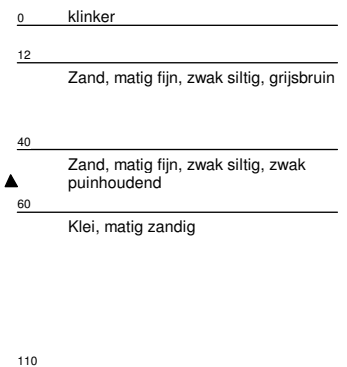 0 klinker
12
Zand, matig fijn, zwak siltig, grijsbruin
40
Zand, matig fijn, zwak siltig, zwak
puinhoudend
60
Klei, matig zandig
110